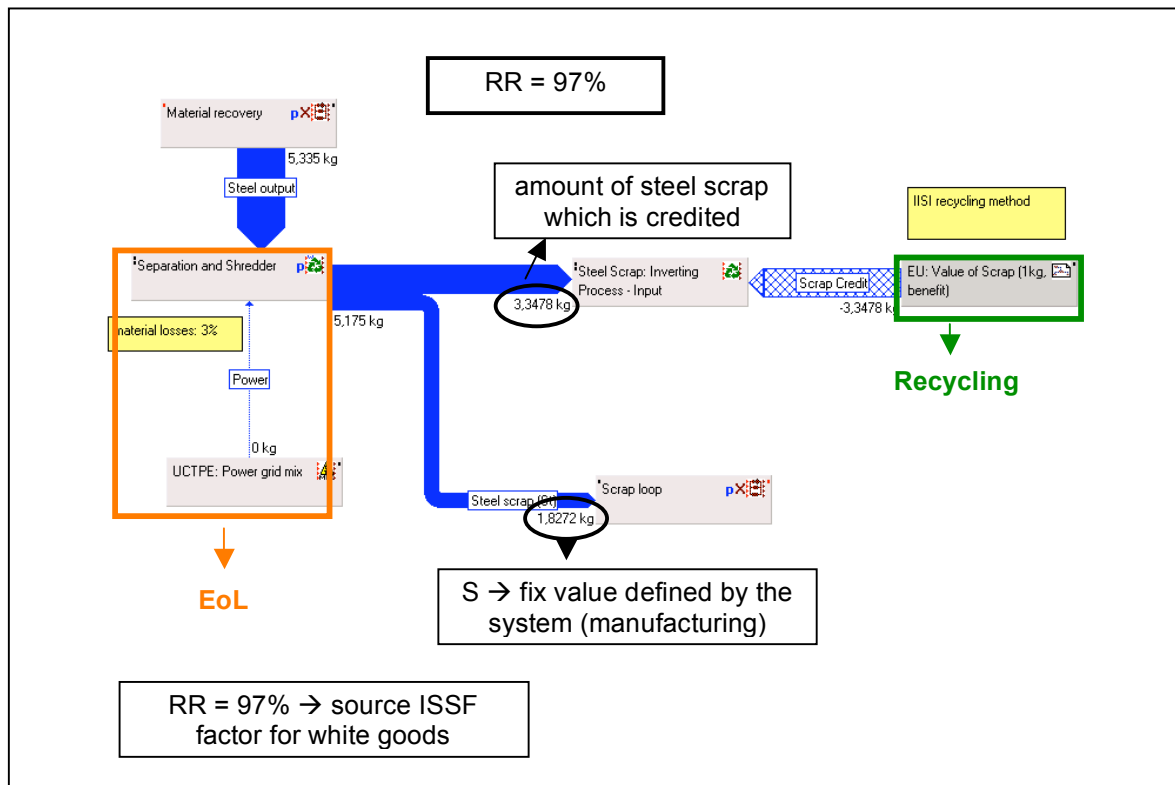 RR = 97%
Material recovery
5,335 kg
Steel output
amount of steel scrap
which is credited
IISI recycling method
Separation and Shredder
Steel Scrap: Inverting
Process - Input
EU: Value of Scrap (1kg,
benefit)
Scrap Credit
3,3478 kg
-3,3478 kg
5,175 kg
material losses: 3%
Recycling
Power
0 kg
UCTPE: Power grid mix
Scrap loop
Steel scrap (St)
1,8272 kg
EoL
S → fix value defined by the
system (manufacturing)
RR = 97% → source ISSF
factor for white goods